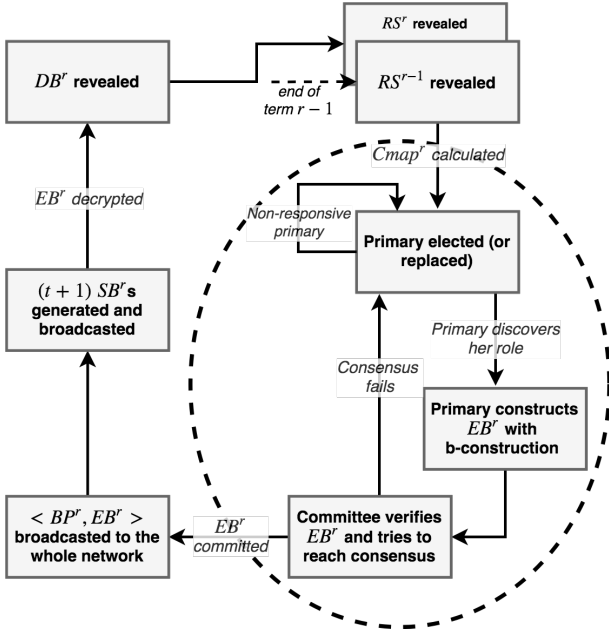 RS^r revealed
DB^r revealed
RS^{r-1} revealed
end of
term r − 1
Cmap^r calculated
EB^r decrypted
Non-responsive
primary
Primary elected (or
replaced)
(t + 1) SB^r s
generated and
broadcasted
Primary discovers
her role
Consensus
fails
Primary constructs
EB^r with
b-construction
< BP^r, EB^r >
broadcasted to the
whole network
EB^r
committed
Committee verifies
EB^r and tries to
reach consensus